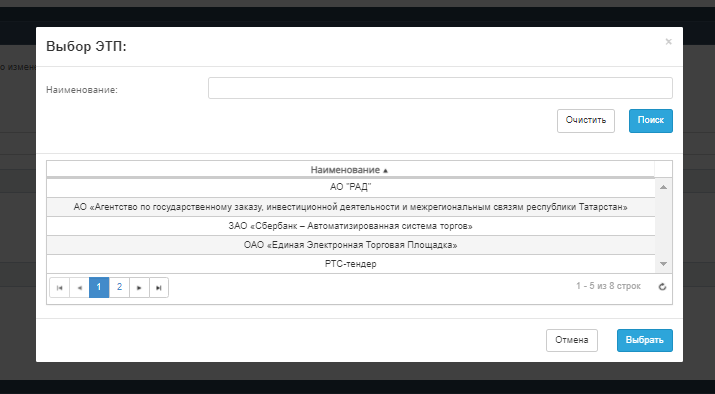 Выбор ЭТП:
×
о измене
Наименование:
Очистить Поиск
Наименование ▲
АО "РАД"
АО «Агентство по государственному заказу, инвестиционной деятельности и межрегиональным связям республики Татарстан»
ЗАО «Сбербанк – Автоматизированная система торгов»
ОАО «Единая Электронная Торговая Площадка»
РТС-тендер
1 2 1 - 5 из 8 строк
Отмена Выбрать